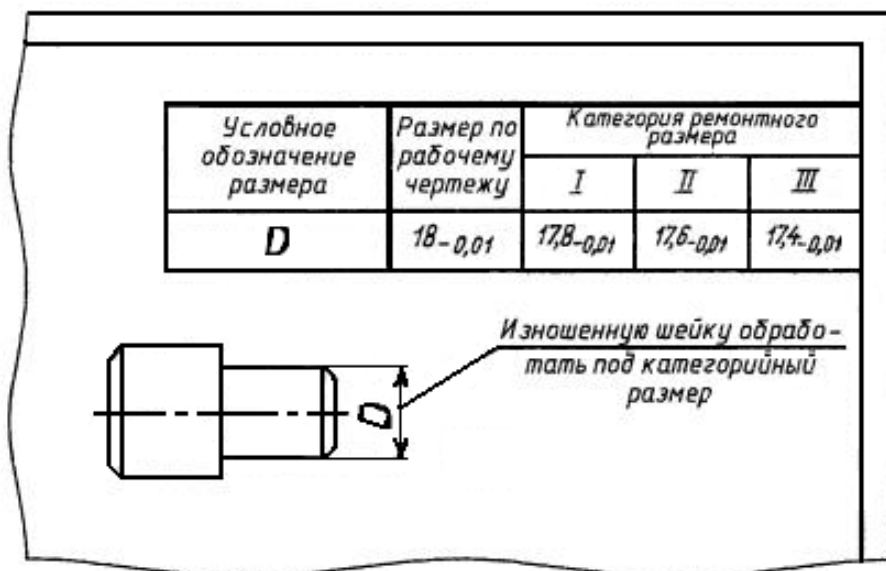 Условное
обозначение
размера
Размер по
рабочему
чертежу
Категория ремонтного
размера
I
II
III
D
18-0,01
17,8-0,01
17,6-0,01
17,4-0,01
Изношенную шейку обрабо-
тать под категорийный
размер
D